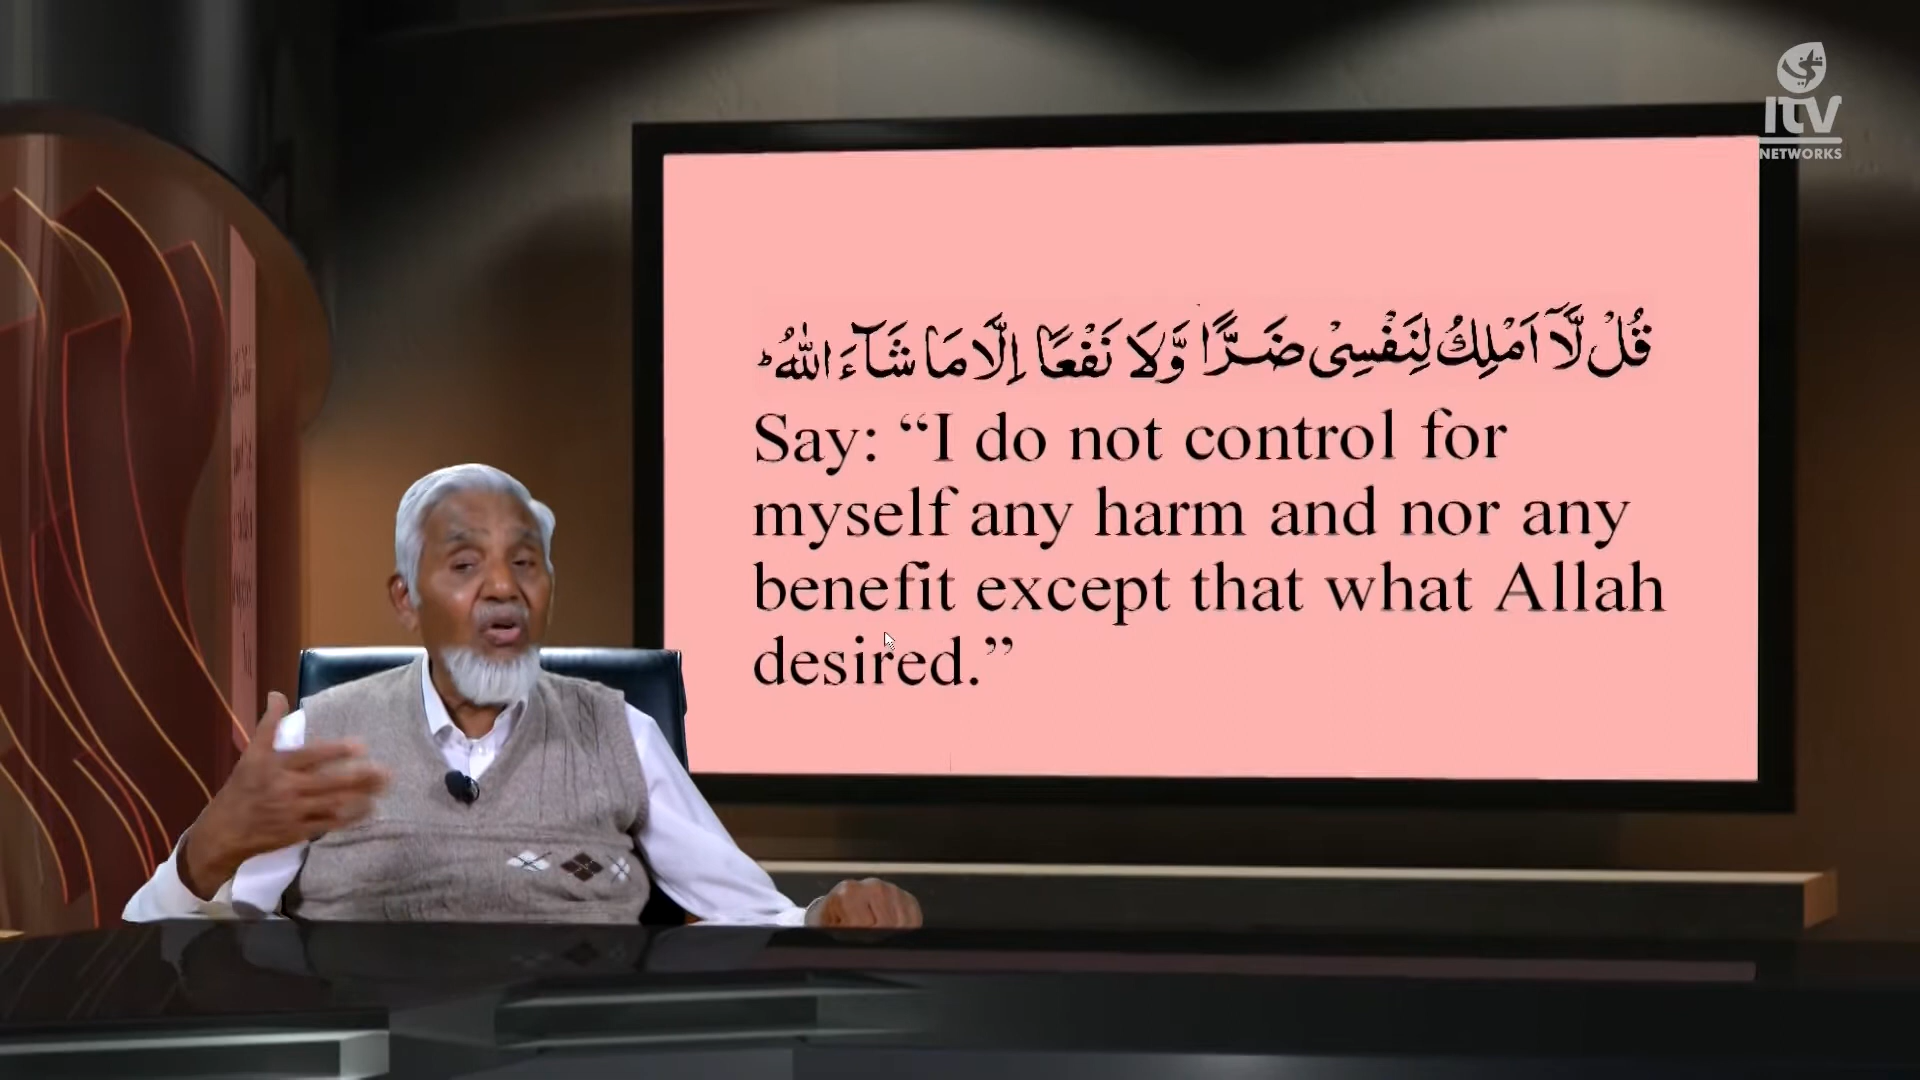 ITV
NETWORKS
قُلْ لَّآ اَمْلِكُ لِنَفْسِىْ ضَرًّا وَّلَا نَفْعًا اِلَّا مَا شَآءَ اللّٰهُ ؕ
Say: “I do not control for
myself any harm and nor any
benefit except that what Allah
desired.”